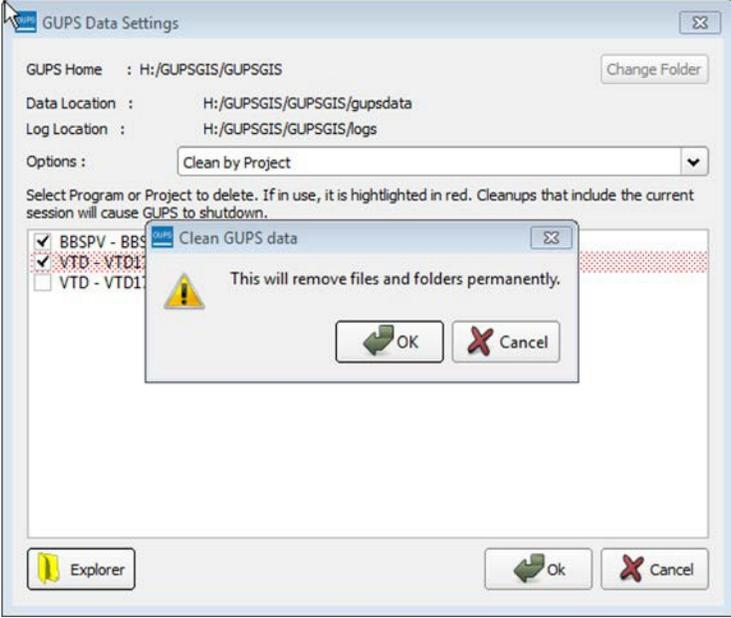 GUPS GUPS Data Settings
GUPS Home : H:/GUPSGIS/GUPSGIS Change Folder
Data Location : H:/GUPSGIS/GUPSGIS/gupsdata
Log Location : H:/GUPSGIS/GUPSGIS/logs
Options : Clean by Project
Select Program or Project to delete. If in use, it is hightlighted in red. Cleanups that include the current
session will cause GUPS to shutdown.
BBSPV - BBS
VTD - VTD1
VTD - VTD17
GUPS Clean GUPS data
This will remove files and folders permanently.
OK Cancel
Explorer Ok Cancel